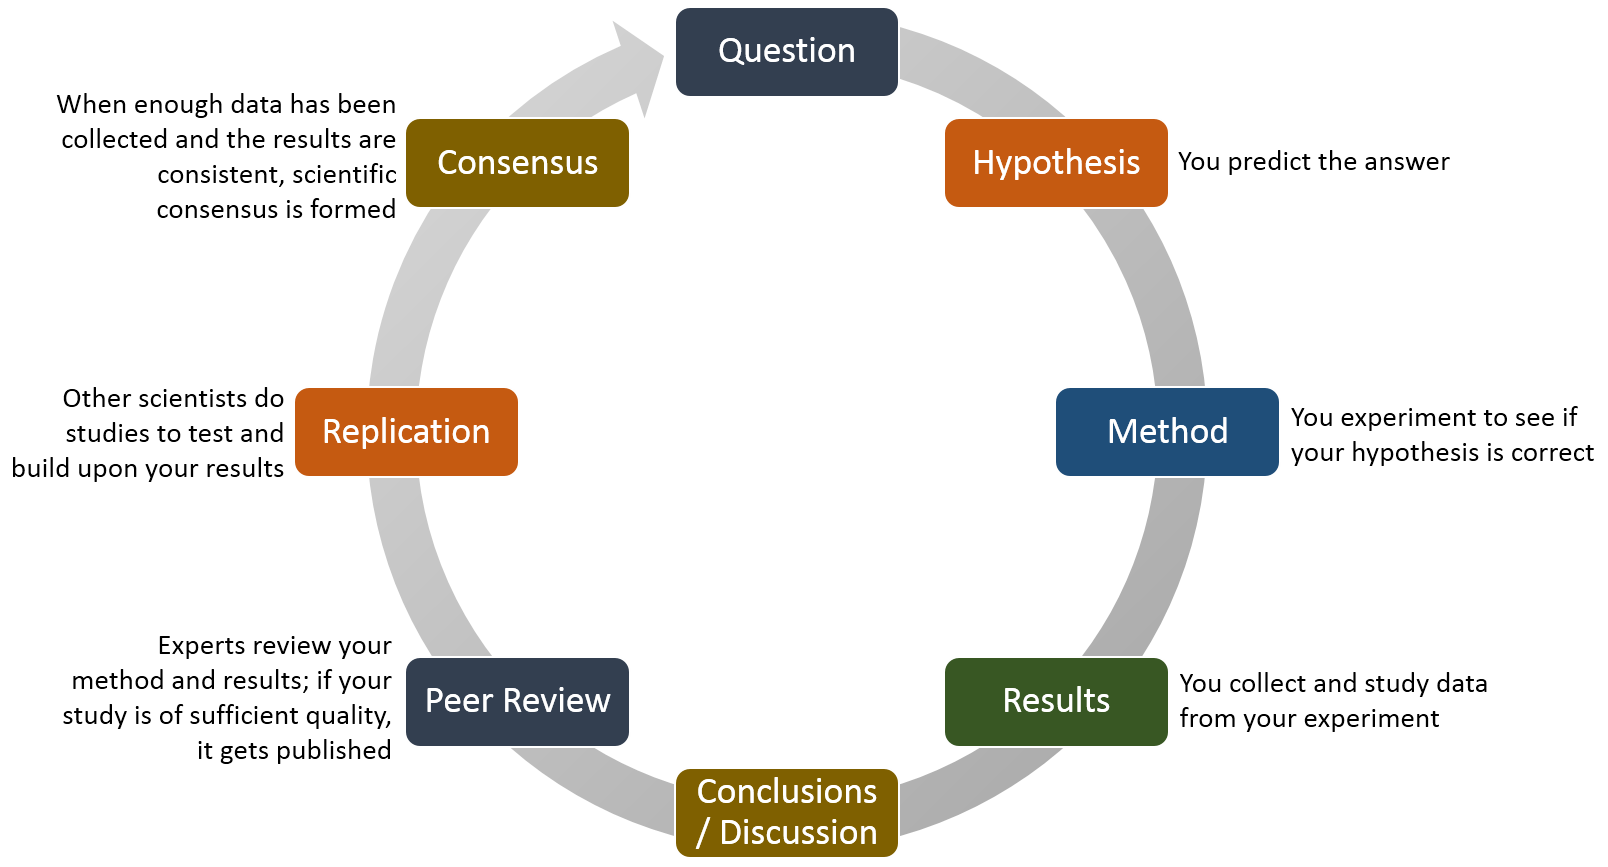 Question
Hypothesis
You predict the answer
Method
You experiment to see if
your hypothesis is correct
Results
You collect and study data
from your experiment
Conclusions
/ Discussion
Peer Review
Experts review your
method and results; if your
study is of sufficient quality,
it gets published
Replication
Other scientists do
studies to test and
build upon your results
Consensus
When enough data has been
collected and the results are
consistent, scientific
consensus is formed